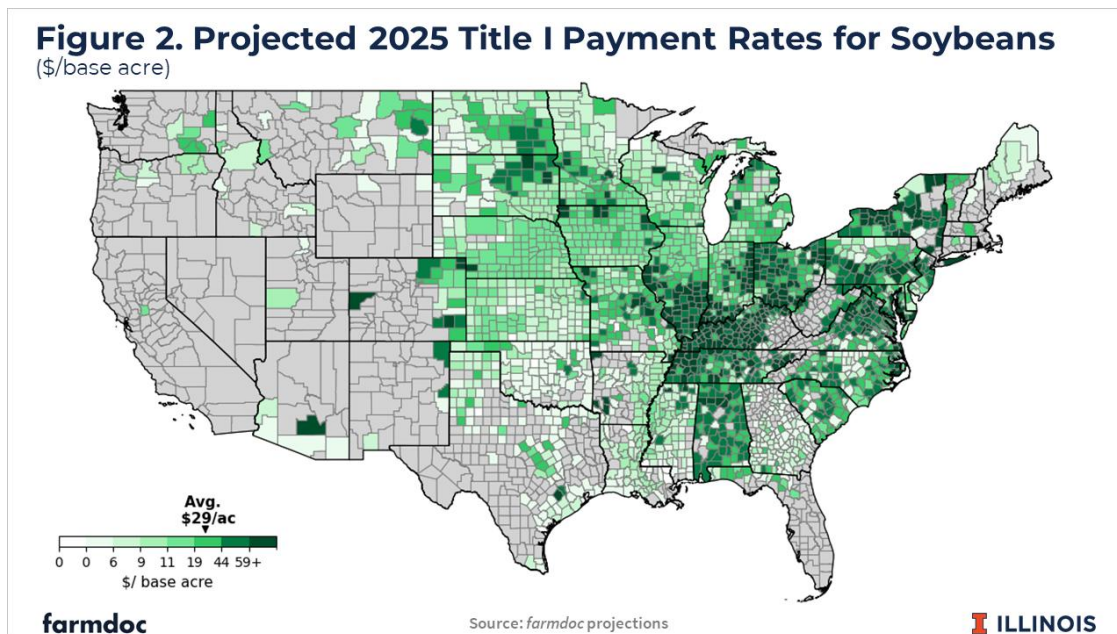 Figure 2. Projected 2025 Title I Payment Rates for Soybeans
($/base acre)
Avg.
$29/ac
0 0 6 9 11 19 44 59+
$/ base acre
farmdoc
Source: farmdoc projections
I ILLINOIS